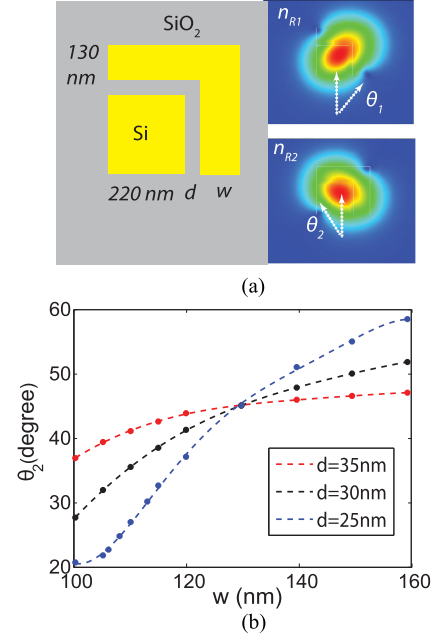 SiO2
130
nm
Si
220 nm d w
nR1
θ1
nR2
θ2
(a)
60
50
40
30
20
θ2(degree)
d=35nm
d=30nm
d=25nm
100 120 140 160
w (nm)
(b)